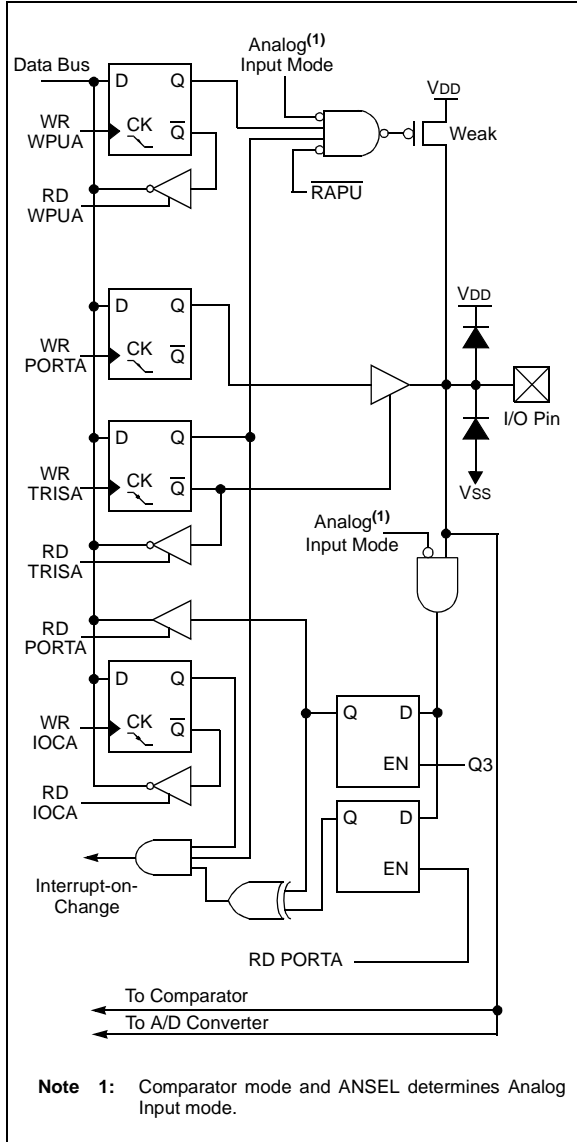 Analog(1)
Input Mode
Data Bus
D Q
VDD
WR
WPUA
CK Q
Weak
RD
WPUA
RAPU
D Q
VDD
WR
PORTA
CK Q
I/O Pin
D Q
WR
TRISA
CK Q
VSS
Analog(1)
Input Mode
RD
TRISA
RD
PORTA
D Q
Q D
WR
IOCA
CK Q
EN
Q3
RD
IOCA
Q D
EN
Interrupt-on-
Change
RD PORTA
To Comparator
To A/D Converter
Note 1: Comparator mode and ANSEL determines Analog
Input mode.